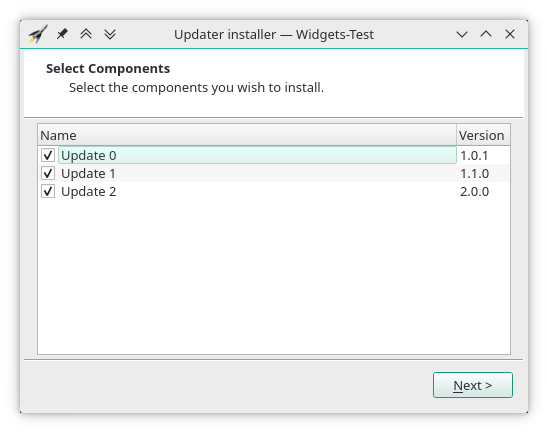 Updater installer — Widgets-Test
Select Components
Select the components you wish to install.
Name Version
Update 0 1.0.1
Update 1 1.1.0
Update 2 2.0.0
Next >